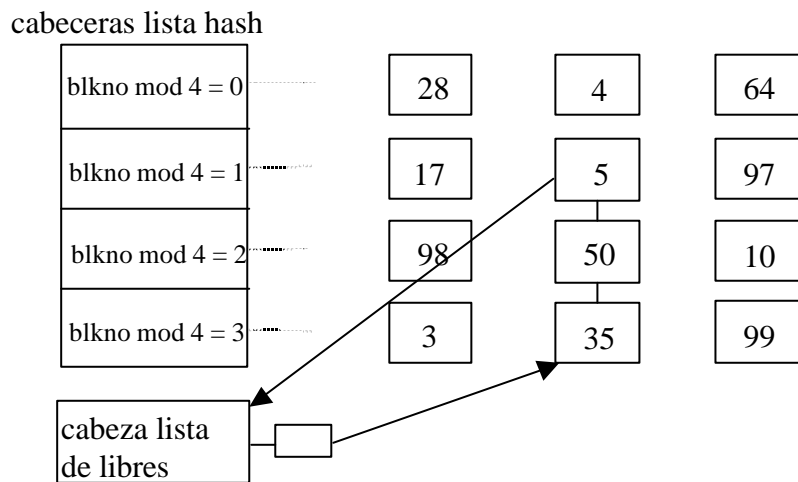 cabeceras lista hash
blkno mod 4 = 0
28
4
64
blkno mod 4 = 1
17
5
97
blkno mod 4 = 2
98
50
10
blkno mod 4 = 3
3
35
99
cabeza lista
de libres